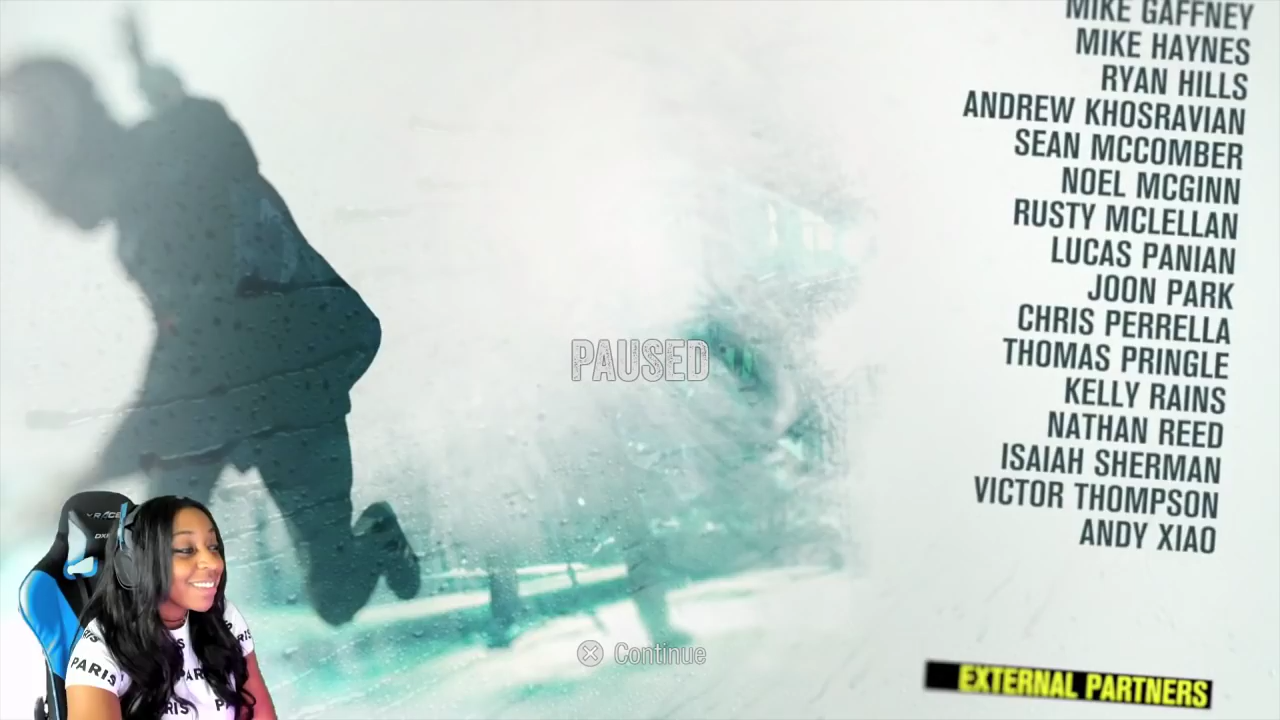 MIKE GAFFNEY
MIKE HAYNES
RYAN HILLS
ANDREW KHOSRAVIAN
SEAN MCCOMBER
NOEL MCGINN
RUSTY MCLELLAN
LUCAS PANIAN
JOON PARK
CHRIS PERRELLA
THOMAS PRINGLE
KELLY RAINS
NATHAN REED
ISAIAH SHERMAN
VICTOR THOMPSON
ANDY XIAO
PAUSED
Continue
EXTERNAL PARTNERS
PARIS